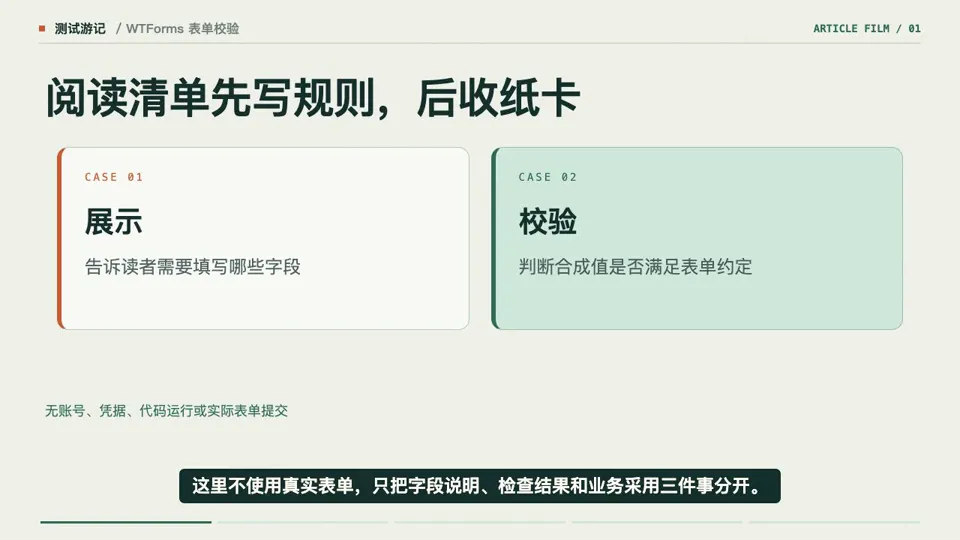 测试游记 / WTForms 表单校验
ARTICLE FILM / 01
阅读清单先写规则，后收纸卡
CASE 01
展示
告诉读者需要填写哪些字段
CASE 02
校验
判断合成值是否满足表单约定
无账号、凭据、代码运行或实际表单提交
这里不使用真实表单，只把字段说明、检查结果和业务采用三件事分开。